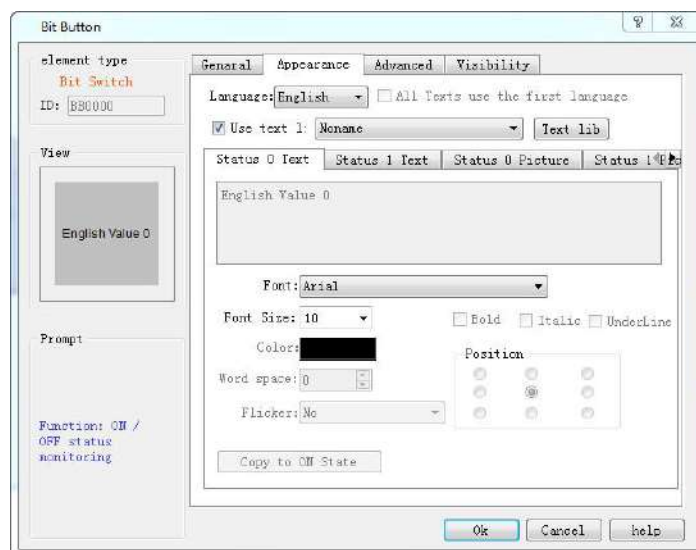 Bit Button
element type
Bit Switch
ID: BB0000
View
English Value 0
Prompt
Function: ON /
OFF status
monitoring
General Appearance Advanced Visibility
Language: English All Texts use the first language
Use text l: Noname Text lib
Status 0 Text Status 1 Text Status 0 Picture Status 1
English Value 0
Font: Arial
Font Size: 10 Bold Italic UnderLine
Color:
Position
Word space: 0
Flicker: No
Copy to ON State
Ok Cancel help